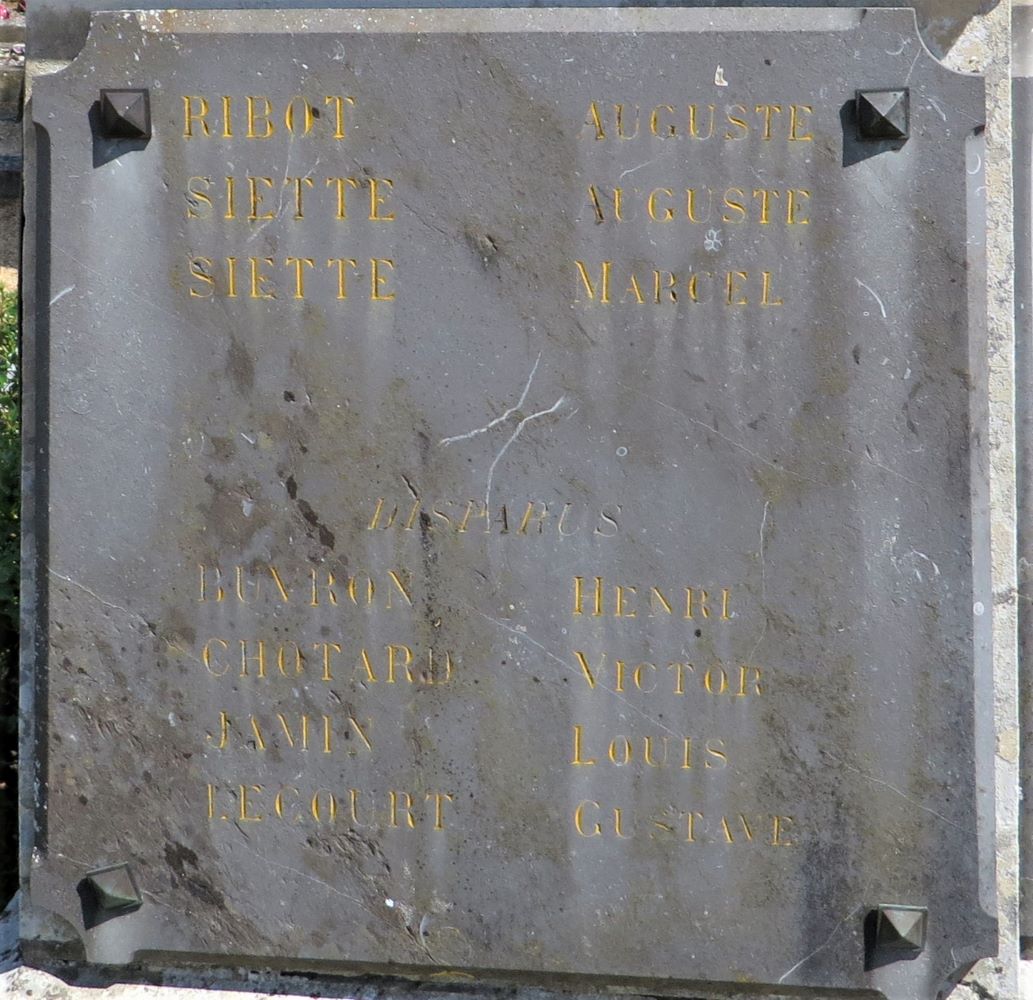 RIBOT AUGUSTE
SIETTE AUGUSTE
SIETTE MARCEL
DISPARUS
BUVRON HENRI
CHOTARD VICTOR
JAMIN LOUIS
LECOURT GUSTAVE